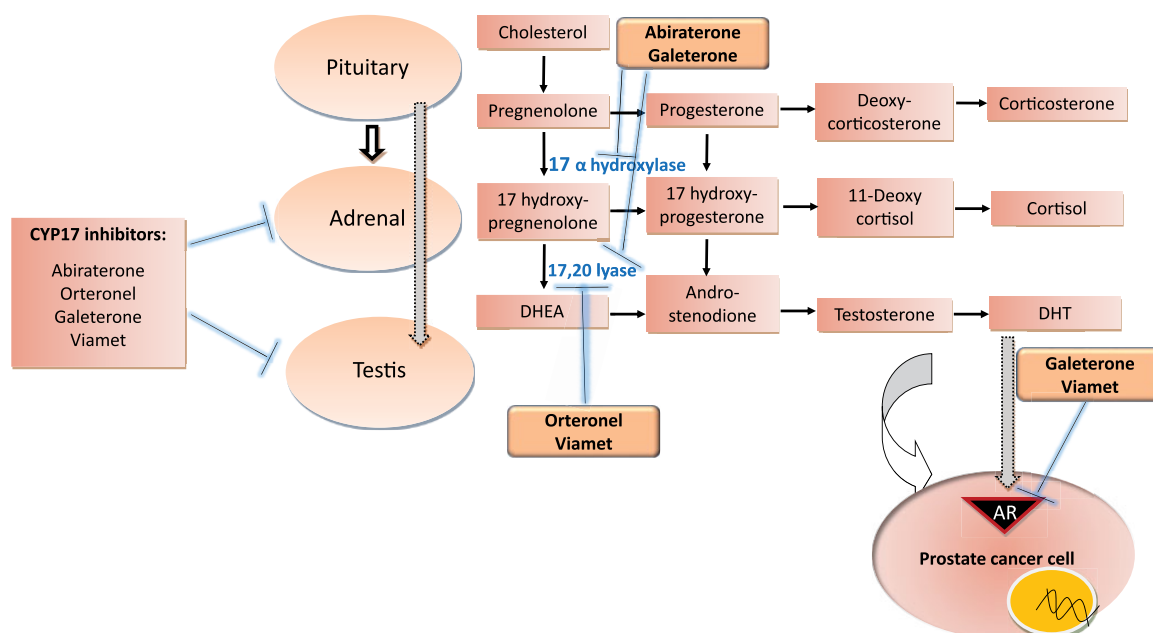 Pituitary
Adrenal
Testis
CYP17 inhibitors:
Abiraterone
Orteronel
Galeterone
Viamet
Cholesterol
Abiraterone
Galeterone
Pregnenolone
Progesterone
Deoxy-
corticosterone
Corticosterone
17 α hydroxylase
17 hydroxy-
pregnenolone
17 hydroxy-
progesterone
11-Deoxy
cortisol
Cortisol
17,20 lyase
DHEA
Andro-
stenodione
Testosterone
DHT
Orteronel
Viamet
Galeterone
Viamet
AR
Prostate cancer cell